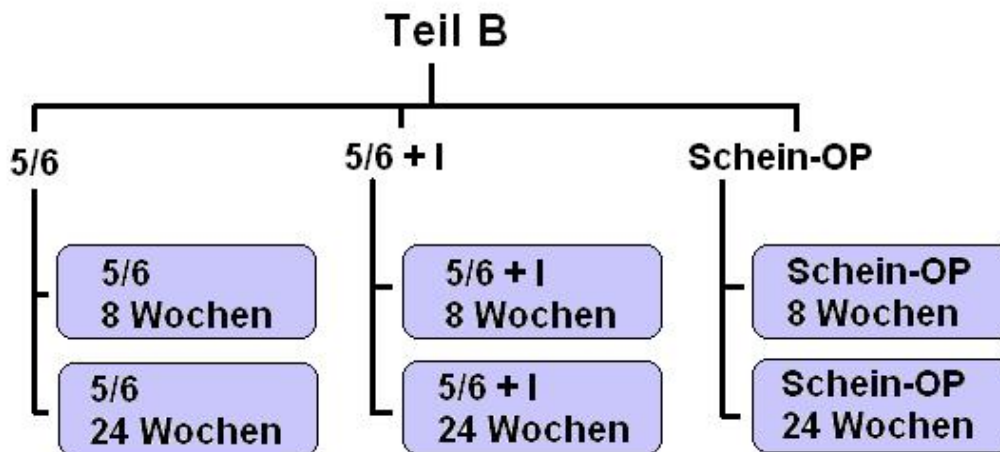 Teil B
5/6
5/6 + I
Schein-OP
5/6
8 Wochen
5/6 + I
8 Wochen
Schein-OP
8 Wochen
5/6
24 Wochen
5/6 + I
24 Wochen
Schein-OP
24 Wochen